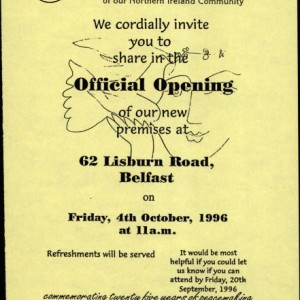 of our Northern Ireland Community
We cordially invite
you to
share in the
Official Opening
of our new
premises at
62 Lisburn Road,
Belfast
on
Friday, 4th October, 1996
at 11a.m.
Refreshments will be served
It would be most
helpful if you could let
us know if you can
attend by Friday, 20th
September, 1996
commemorating twenty five years of peacemaking